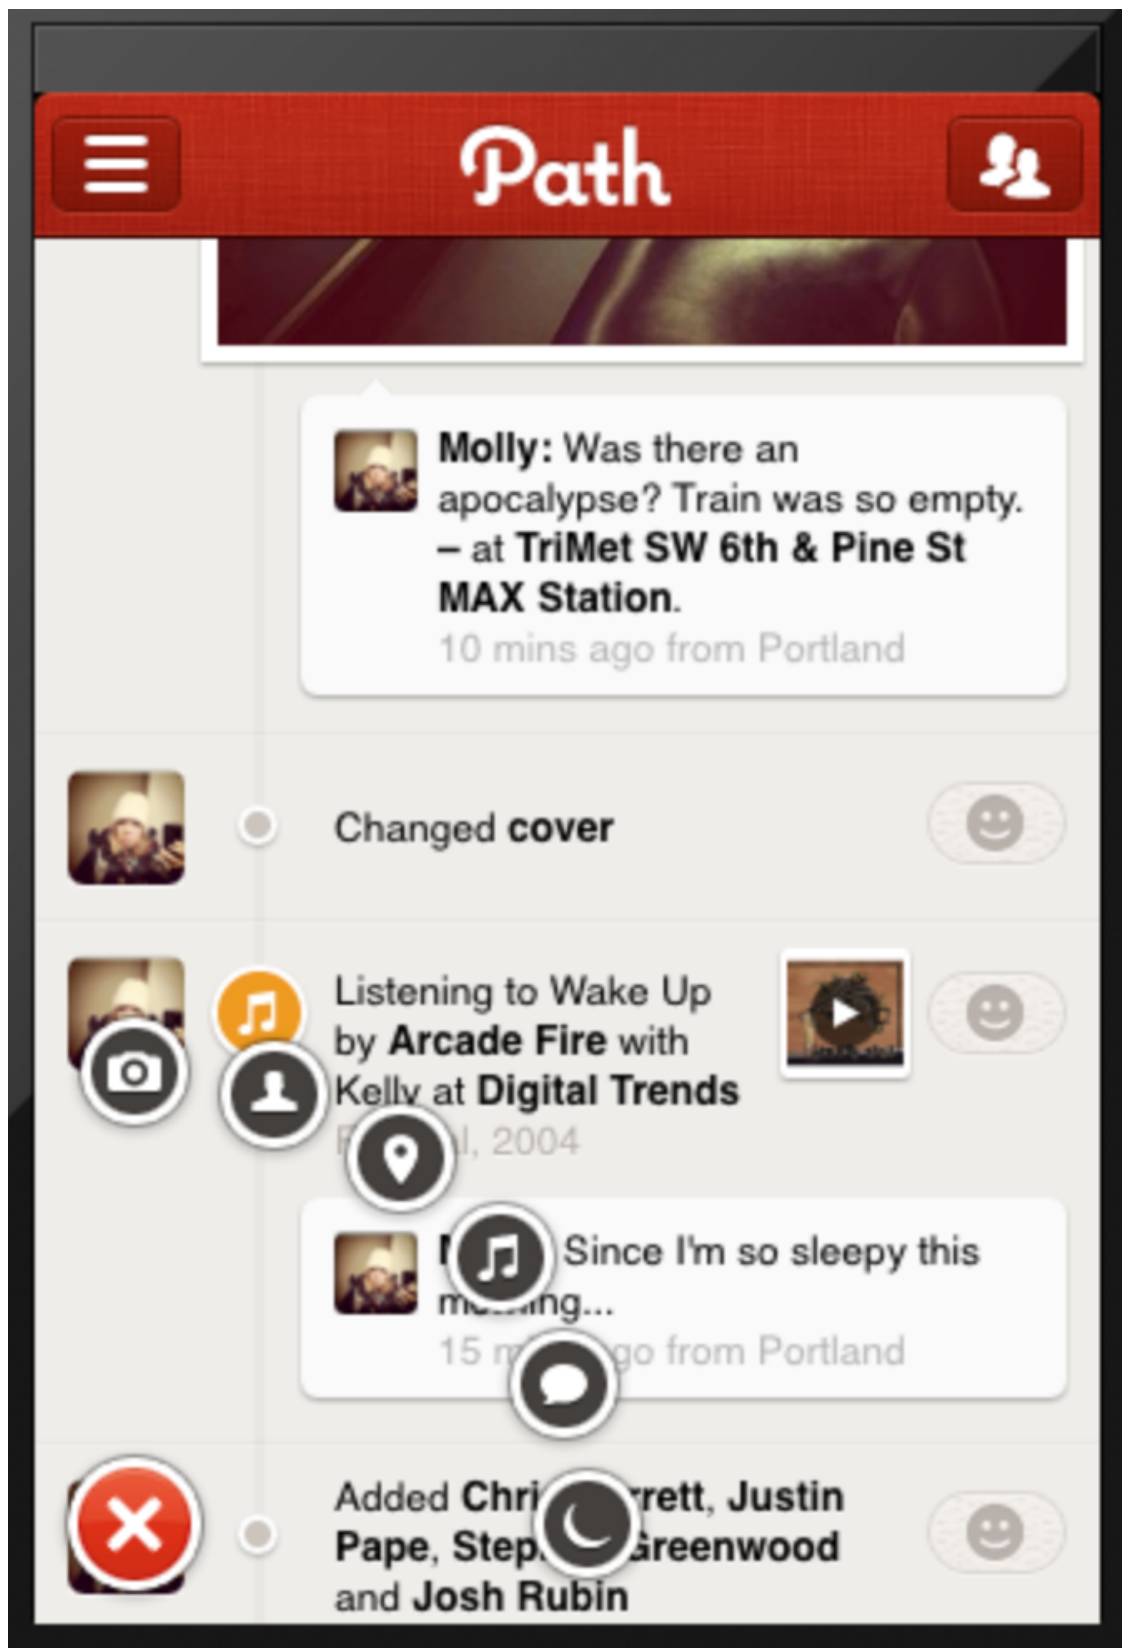 Path
Molly: Was there an
apocalypse? Train was so empty.
– at TriMet SW 6th & Pine St
MAX Station.
10 mins ago from Portland
Changed cover
Listening to Wake Up
by Arcade Fire with
Kelly at Digital Trends
2004
Since I'm so sleepy this
15 from Portland
Added Justin
Pape, Greenwood
and Josh Rubin